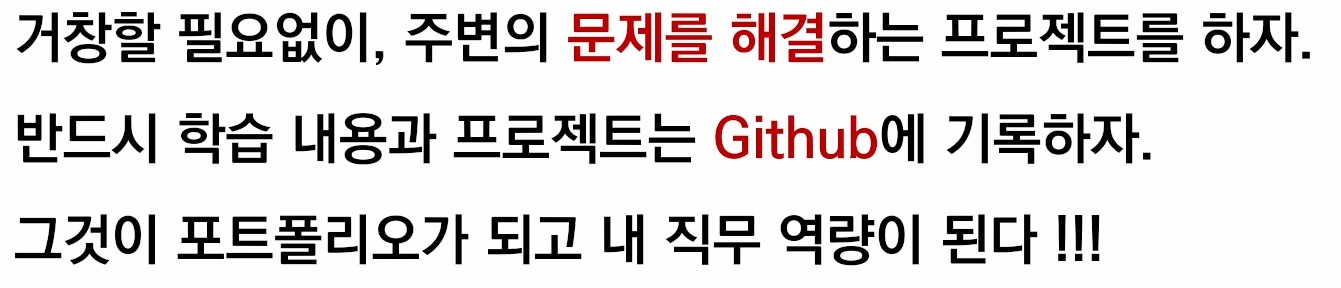 거창할 필요없이, 주변의 문제를 해결하는 프로젝트를 하자.
반드시 학습 내용과 프로젝트는 Github에 기록하자.
그것이 포트폴리오가 되고 내 직무 역량이 된다 !!!